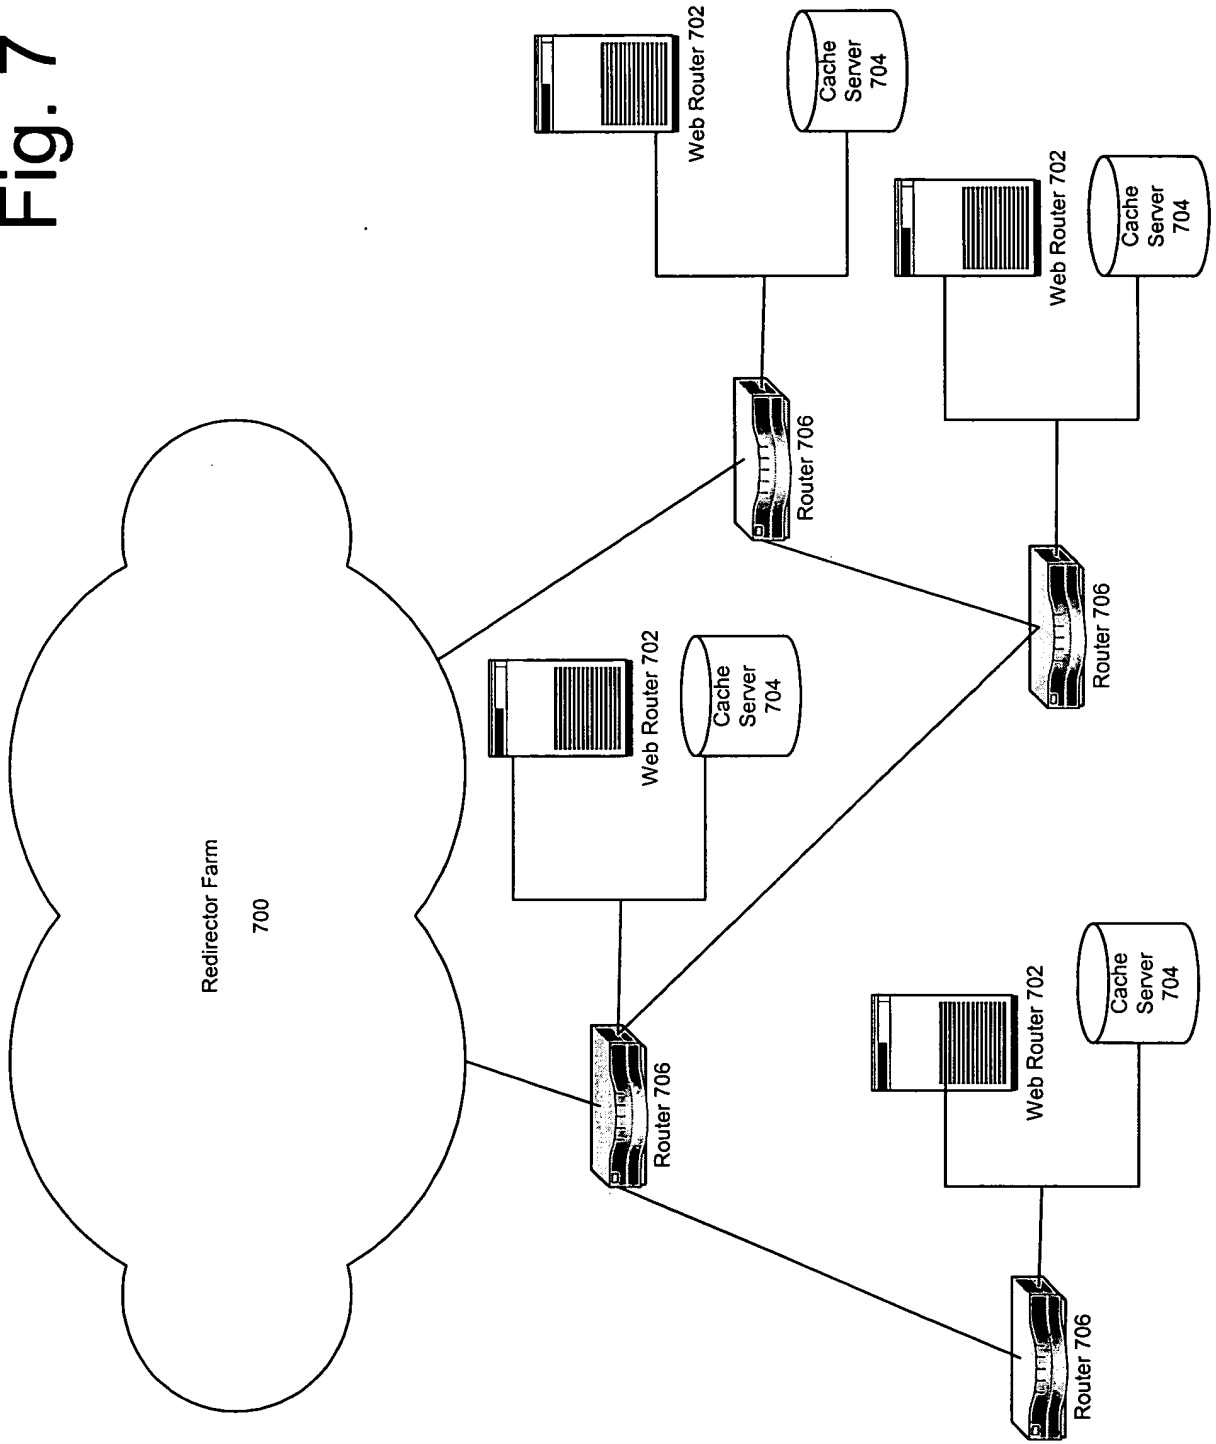 Fig. 7
Redirector Farm
700
Web Router 702
Cache
Server
704
Router 706
Web Router 702
Cache
Server
704
Router 706
Web Router 702
Cache
Server
704
Router 706
Web Router 702
Cache
Server
704
Router 706